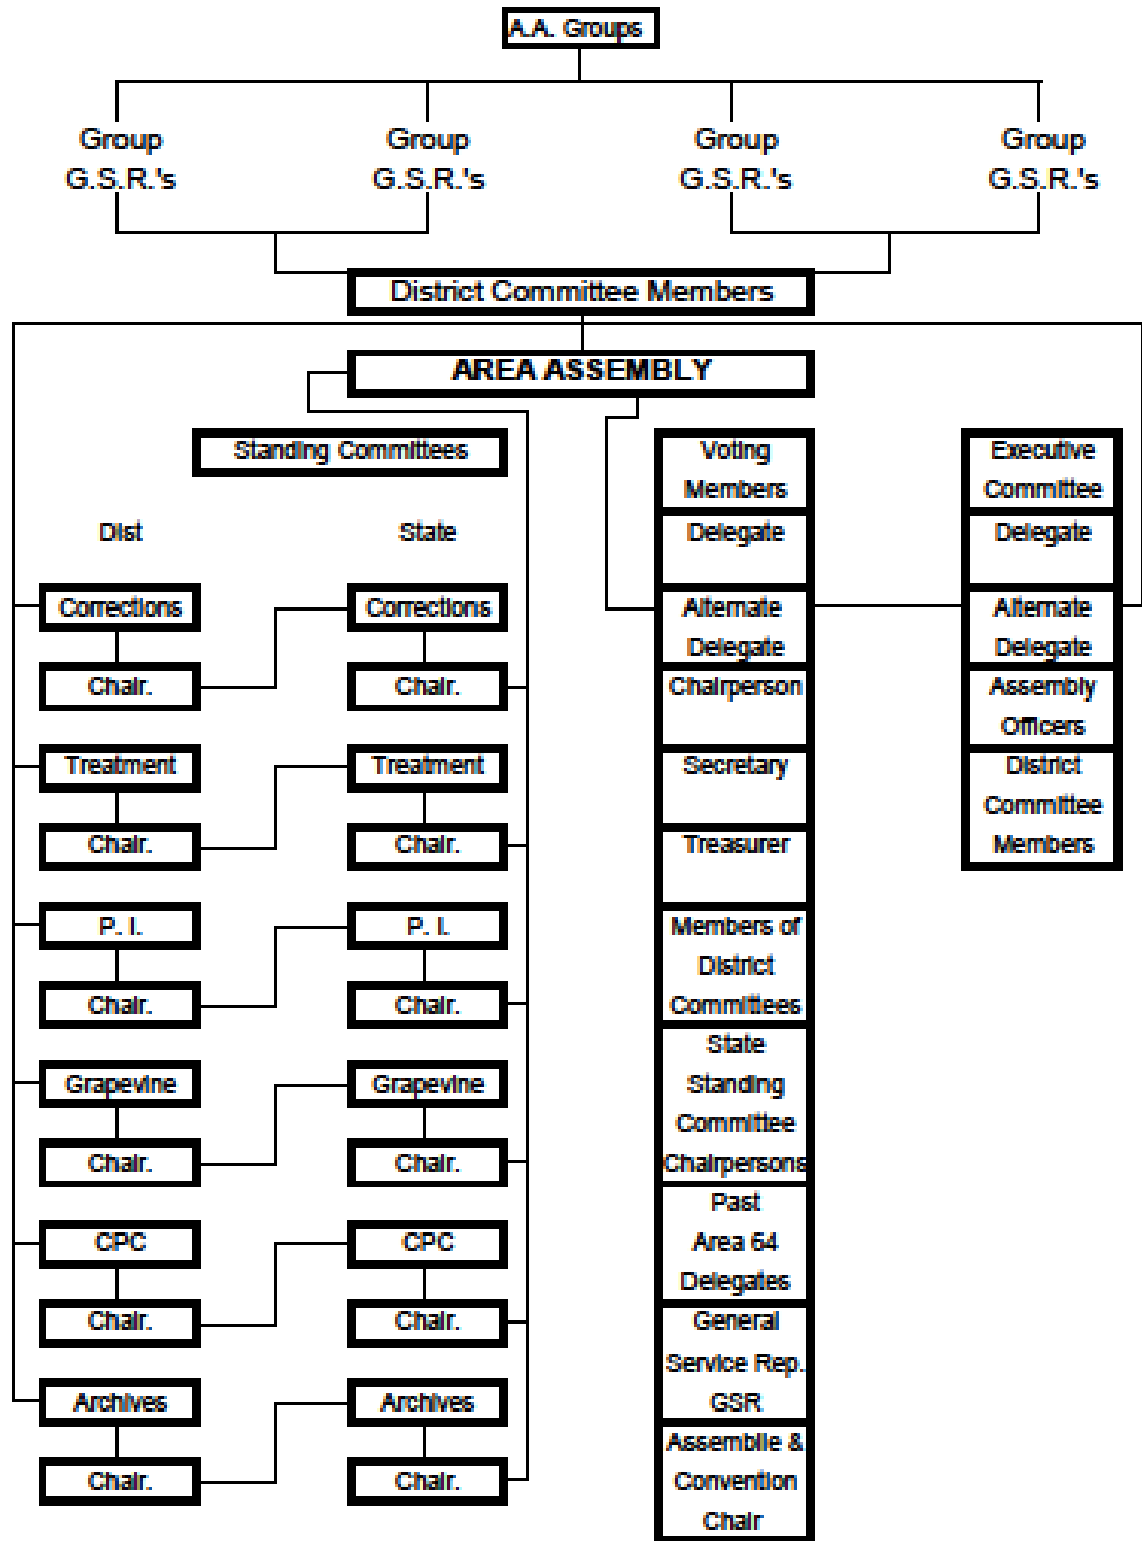 A.A. Groups
Group Group Group Group
G.S.R.'s G.S.R.'s G.S.R.'s G.S.R.'s
District Committee Members
AREA ASSEMBLY
Standing Committees
Dist
State
Corrections
Corrections
Chair.
Chair.
Treatment
Treatment
Chair.
Chair.
P. I.
P. I.
Chair.
Chair.
Grapevine
Grapevine
Chair.
Chair.
CPC
CPC
Chair.
Chair.
Archives
Archives
Chair.
Chair.
Voting
Members
Delegate
Alternate
Delegate
Chairperson
Secretary
Treasurer
Members of
District
Committees
State
Standing
Committee
Chairpersons
Past
Area 64
Delegates
General
Service Rep.
GSR
Assemblie &
Convention
Chair
Executive
Committee
Delegate
Alternate
Delegate
Assembly
Officers
District
Committee
Members